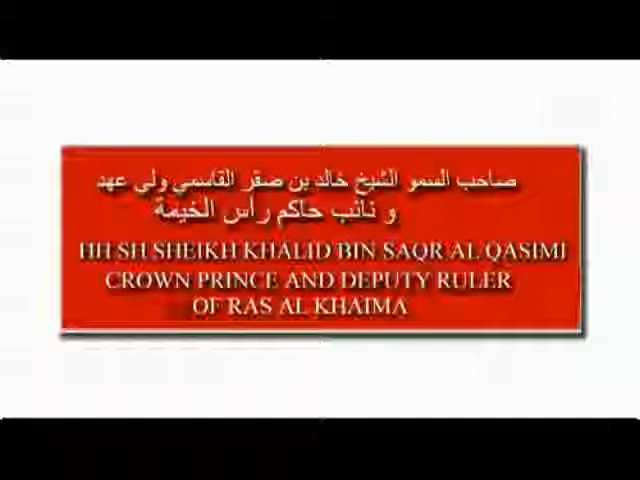 صاحب السمو الشيخ خالد بن صقر القاسمي ولي عهد
و نائب حاكم رأس الخيمة
HH SH SHEIKH KHALID BIN SAQR AL QASIMI
CROWN PRINCE AND DEPUTY RULER
OF RAS AL KHAIMA